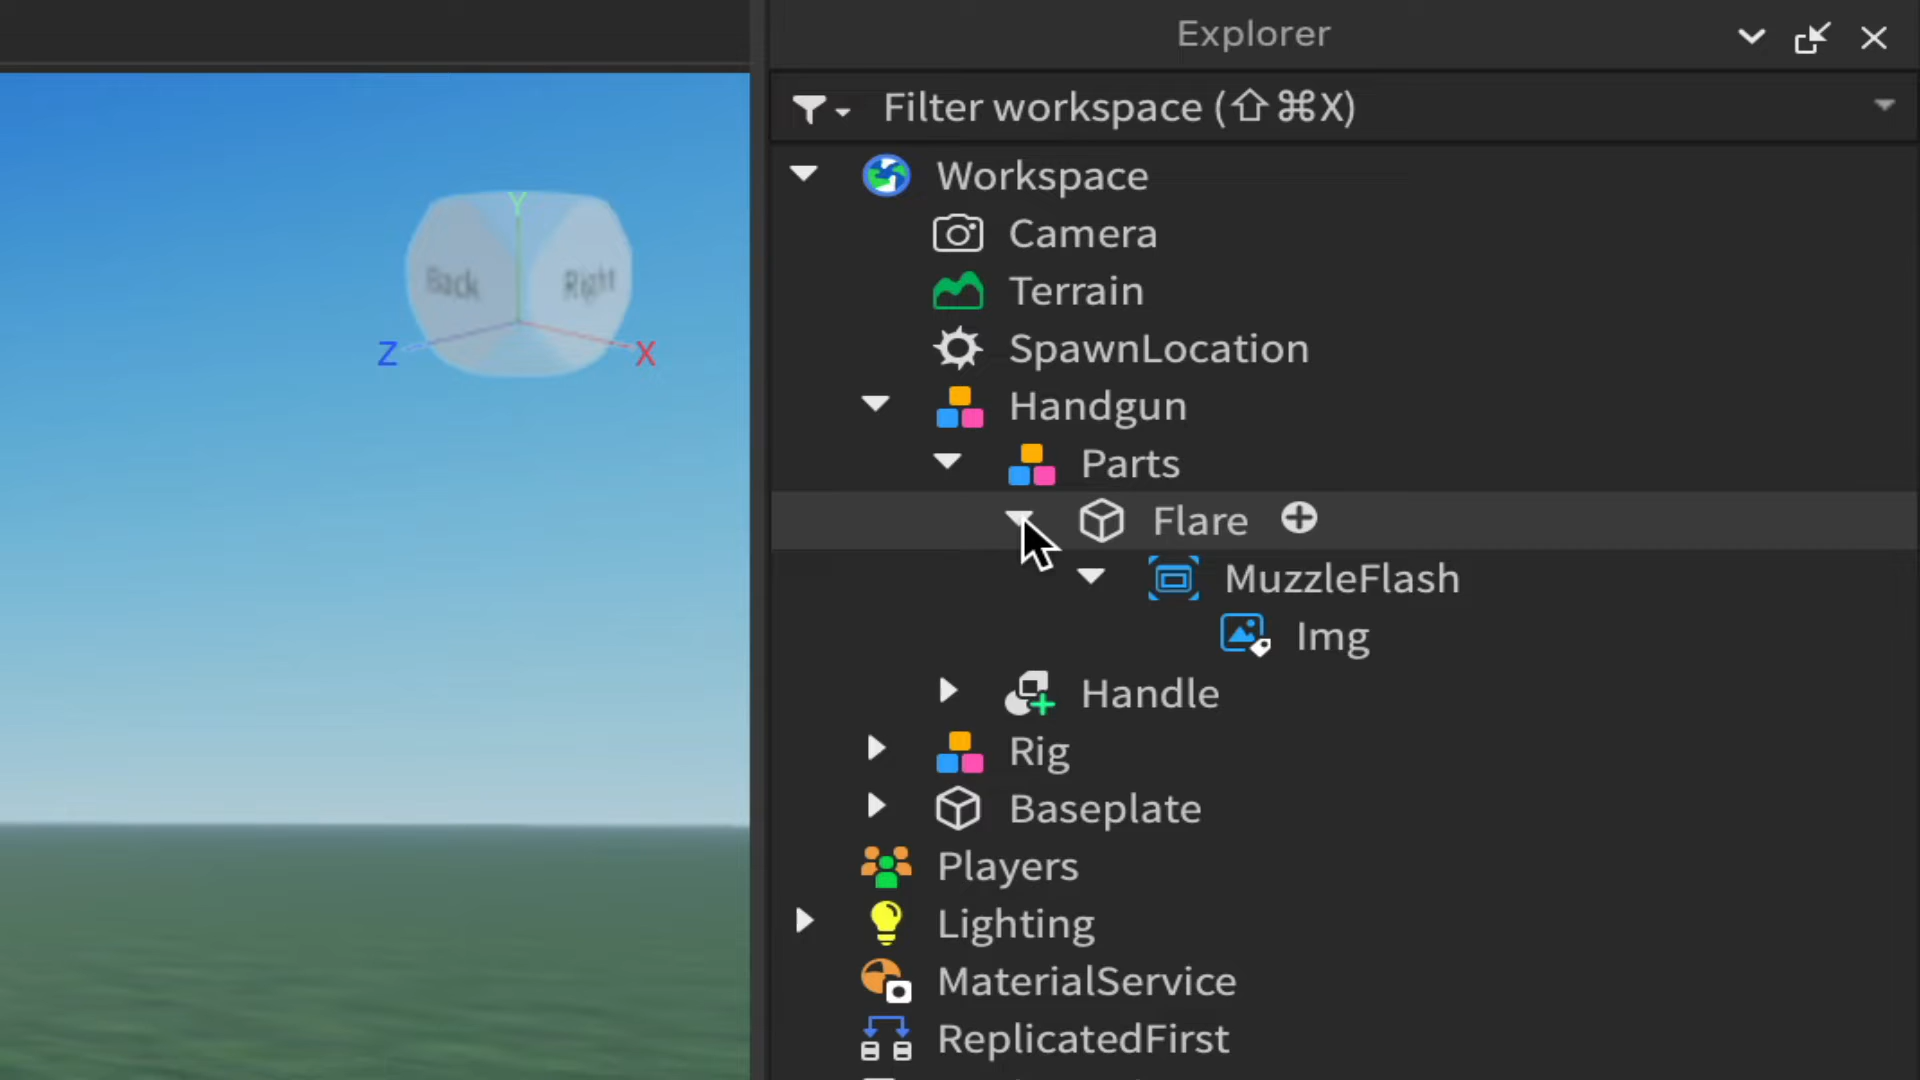 Explorer
Filter workspace (⇧⌘X)
Workspace
Camera
Terrain
SpawnLocation
Handgun
Parts
Flare
MuzzleFlash
Img
Handle
Rig
Baseplate
Players
Lighting
MaterialService
ReplicatedFirst
Y
Back
Right
Z
X